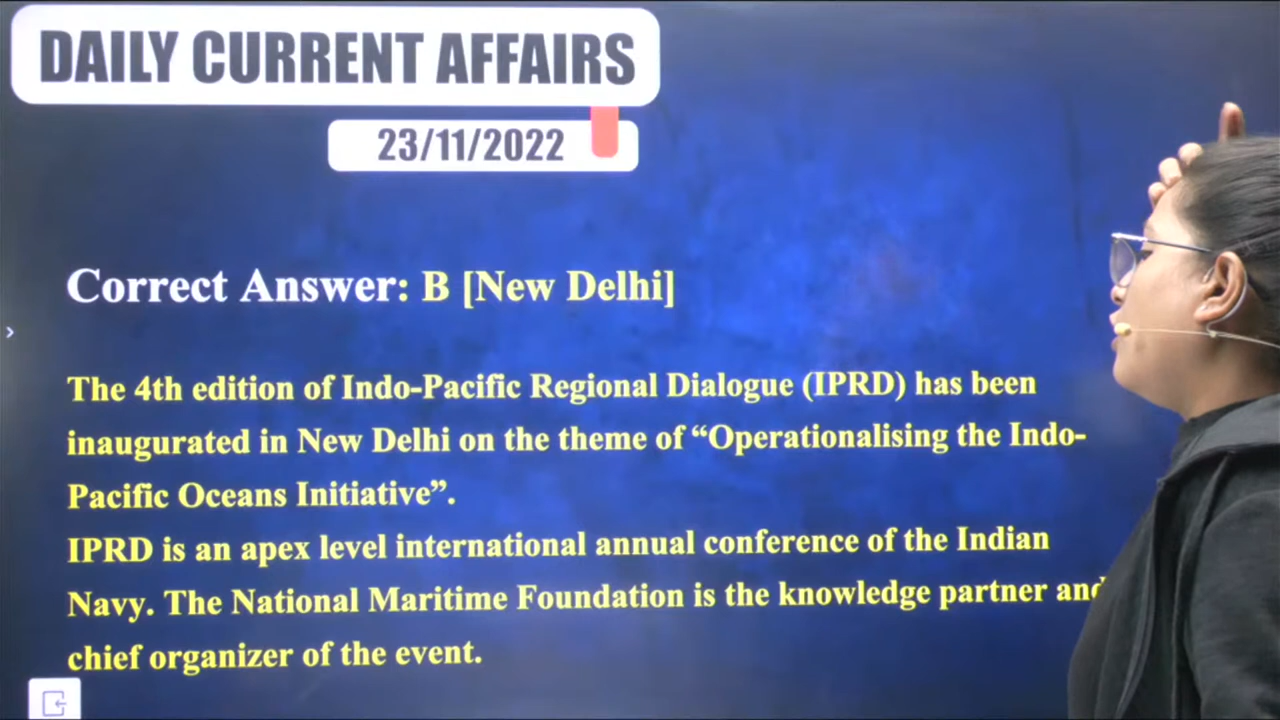 DAILY CURRENT AFFAIRS
23/11/2022
Correct Answer: B [New Delhi]
The 4th edition of Indo-Pacific Regional Dialogue (IPRD) has been
inaugurated in New Delhi on the theme of “Operationalising the Indo-
Pacific Oceans Initiative”.
IPRD is an apex level international annual conference of the Indian
Navy. The National Maritime Foundation is the knowledge partner and
chief organizer of the event.